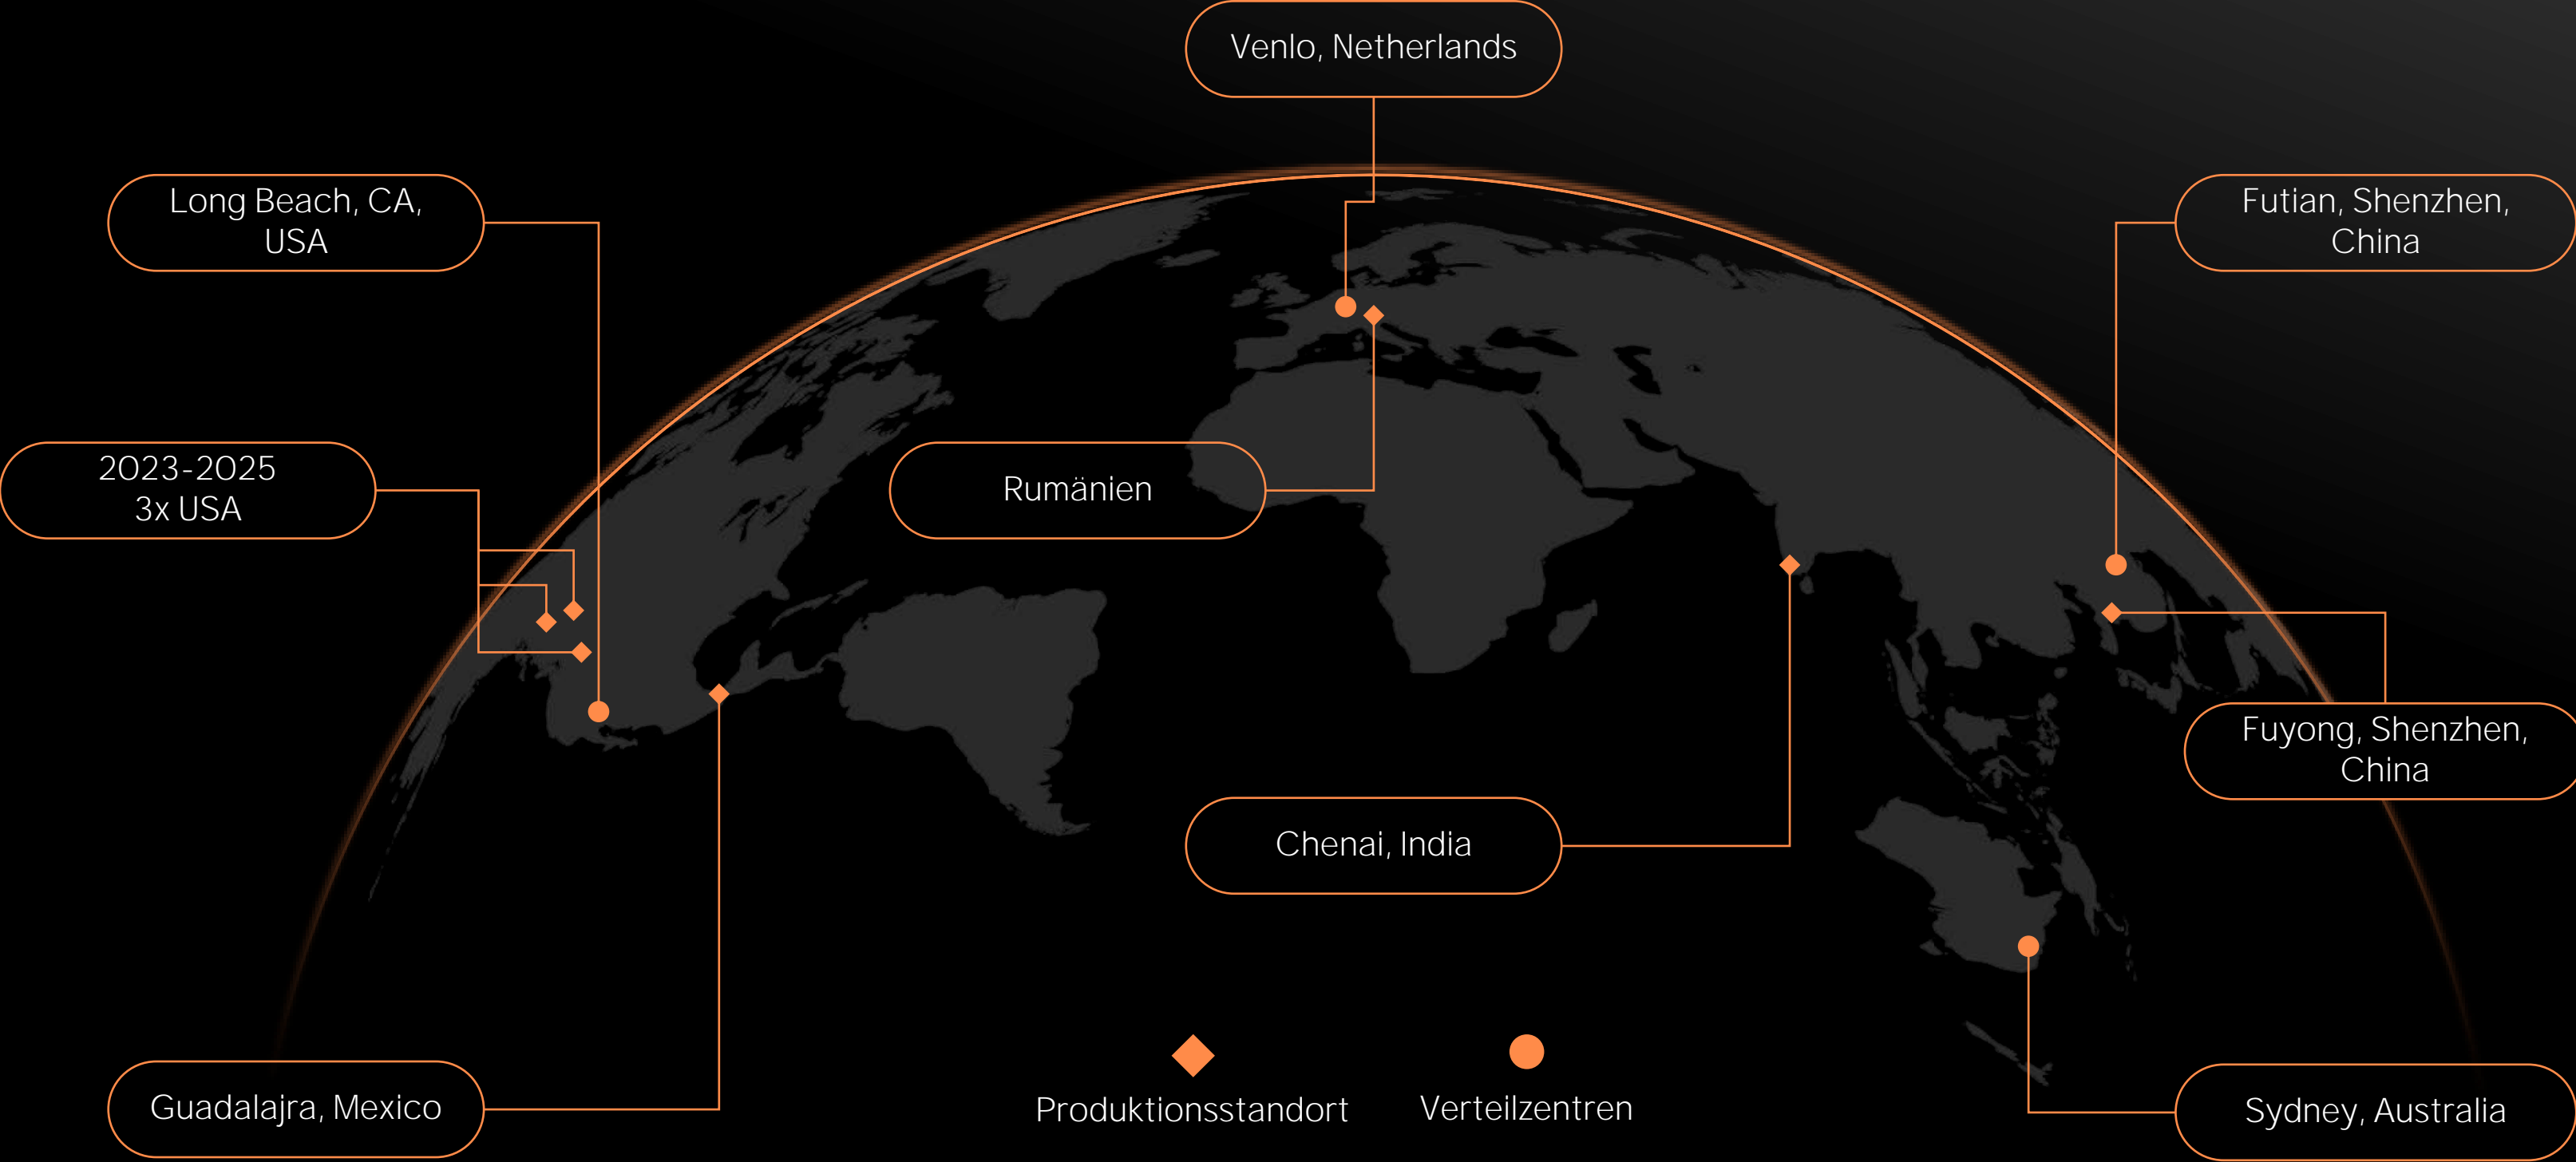 Venlo, Netherlands
Long Beach, CA,
USA
Futian, Shenzhen,
China
2023-2025
3x USA
Rumänien
Fuyong, Shenzhen,
China
Chenai, India
Guadalajra, Mexico
Produktionsstandort
Verteilzentren
Sydney, Australia